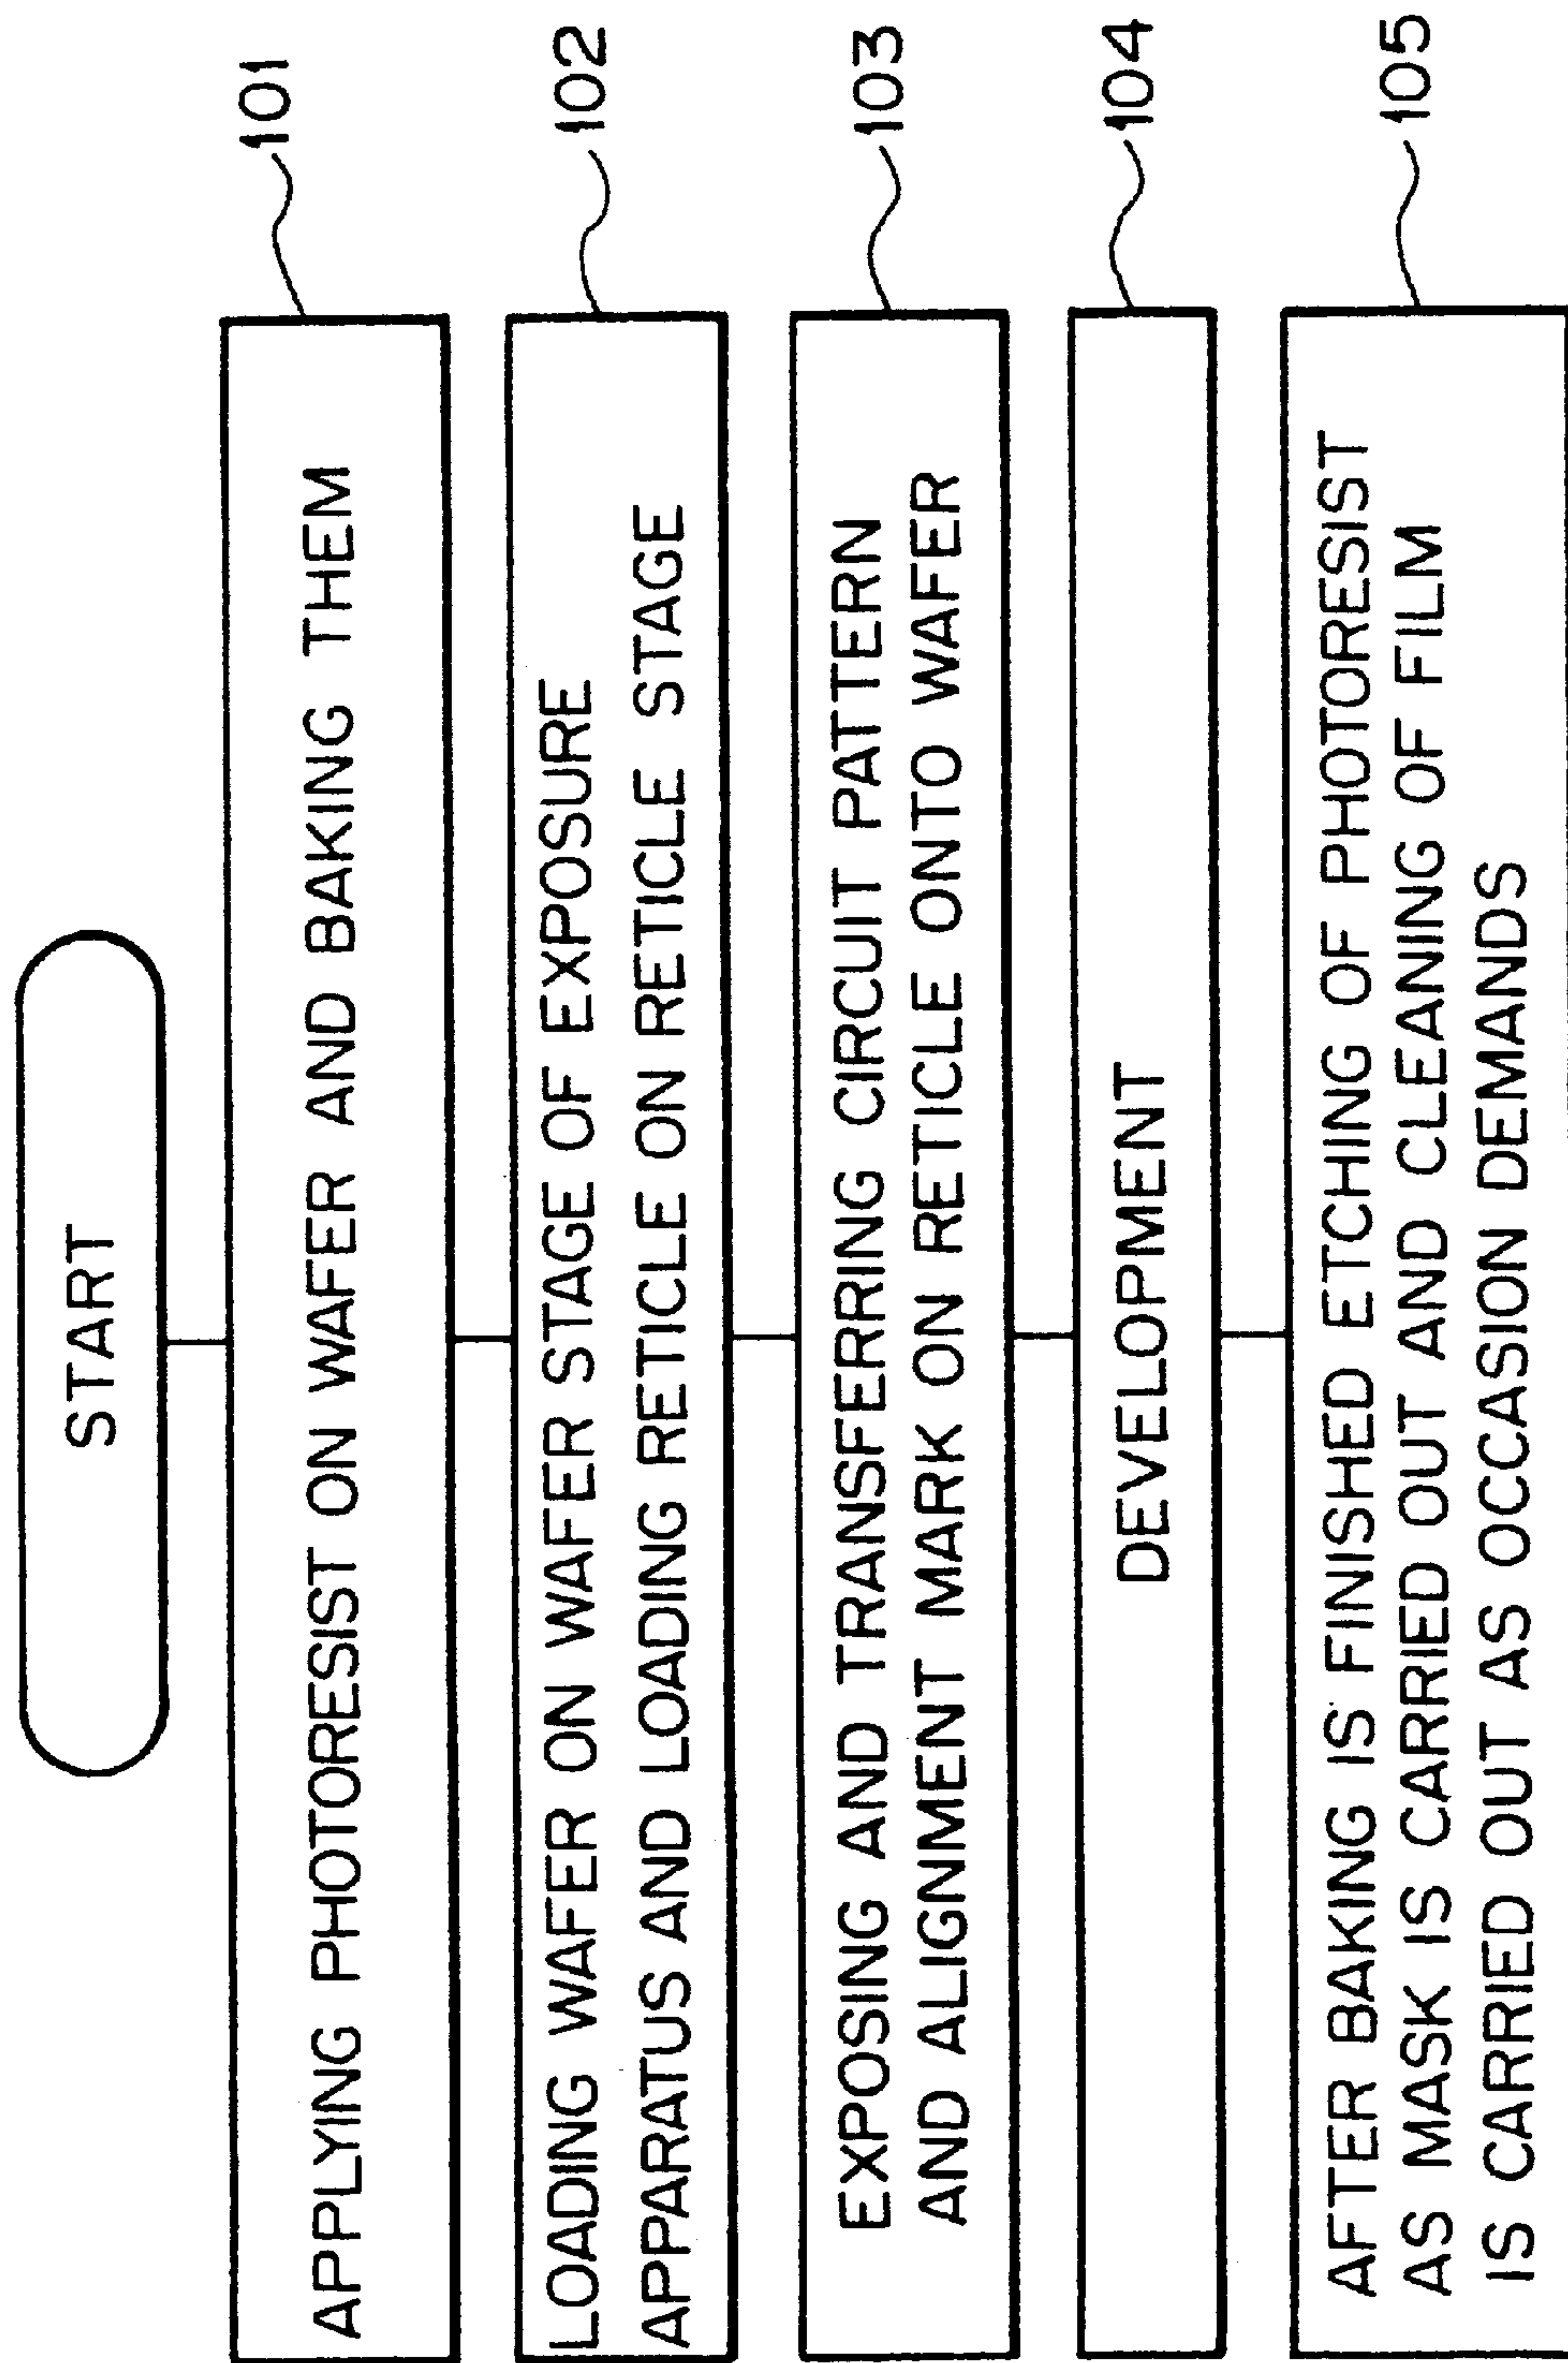 START
APPLYING PHOTORESIST ON WAFER AND BAKING THEM
101
LOADING WAFER ON WAFER STAGE OF EXPOSURE
APPARATUS AND LOADING RETICLE ON RETICLE STAGE
102
EXPOSING AND TRANSFERRING CIRCUIT PATTERN
AND ALIGNMENT MARK ON RETICLE ONTO WAFER
103
DEVELOPMENT
104
AFTER BAKING IS FINISHED ETCHING OF PHOTORESIST
AS MASK IS CARRIED OUT AND CLEANING OF FILM
IS CARRIED OUT AS OCCASION DEMANDS
105